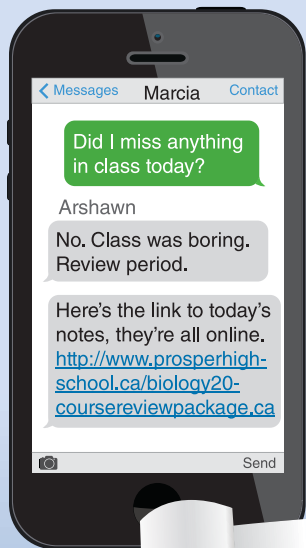 Messages Marcia Contact
Did I miss anything
in class today?
Arshawn
No. Class was boring.
Review period.
Here's the link to today's
notes, they're all online.
http://www.prosperhigh-
school.ca/biology20-
coursereviewpackage.ca
Send